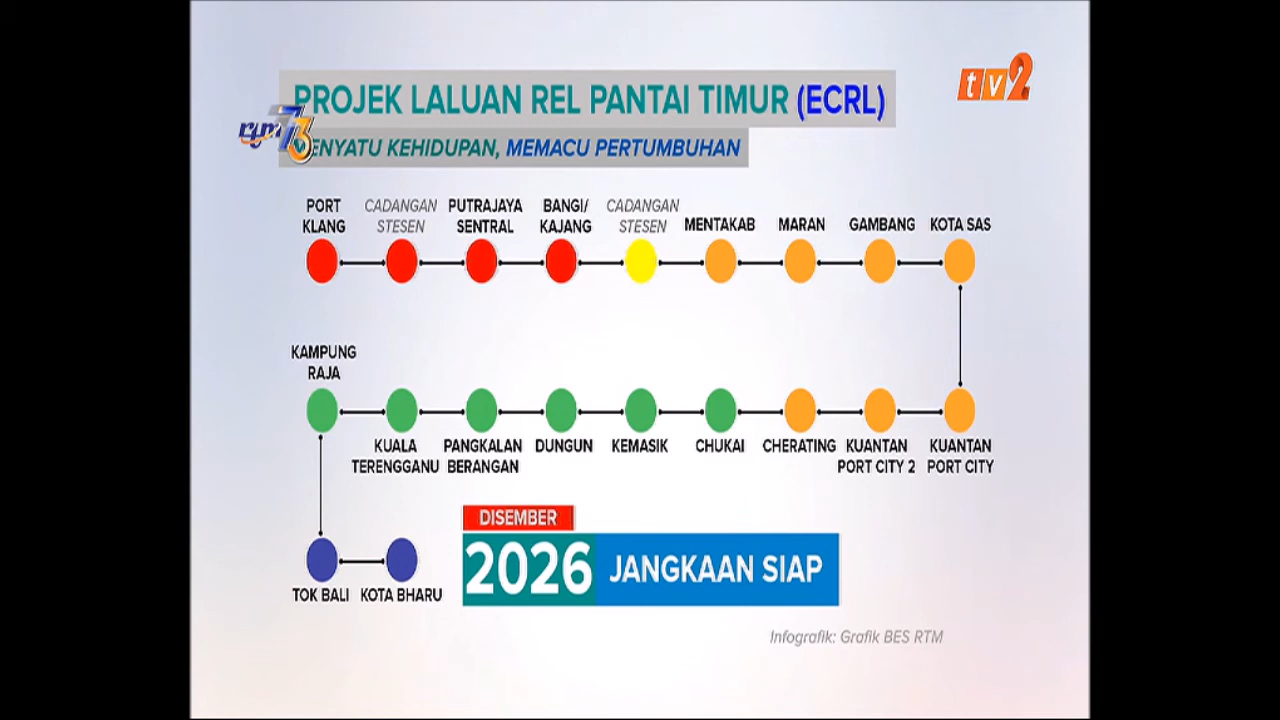 PROJEK LALUAN REL PANTAI TIMUR (ECRL)
tv2
rtm 73
MENYATU KEHIDUPAN, MEMACU PERTUMBUHAN
PORT
KLANG
CADANGAN
STESEN
PUTRAJAYA
SENTRAL
BANGI/
KAJANG
CADANGAN
STESEN
MENTAKAB
MARAN
GAMBANG
KOTA SAS
KAMPUNG
RAJA
KUALA
TERENGGANU
PANGKALAN
BERANGAN
DUNGUN
KEMASIK
CHUKAI
CHERATING
KUANTAN
PORT CITY 2
KUANTAN
PORT CITY
TOK BALI
KOTA BHARU
DISEMBER
2026 JANGKAAN SIAP
Infografik: Grafik BES RTM